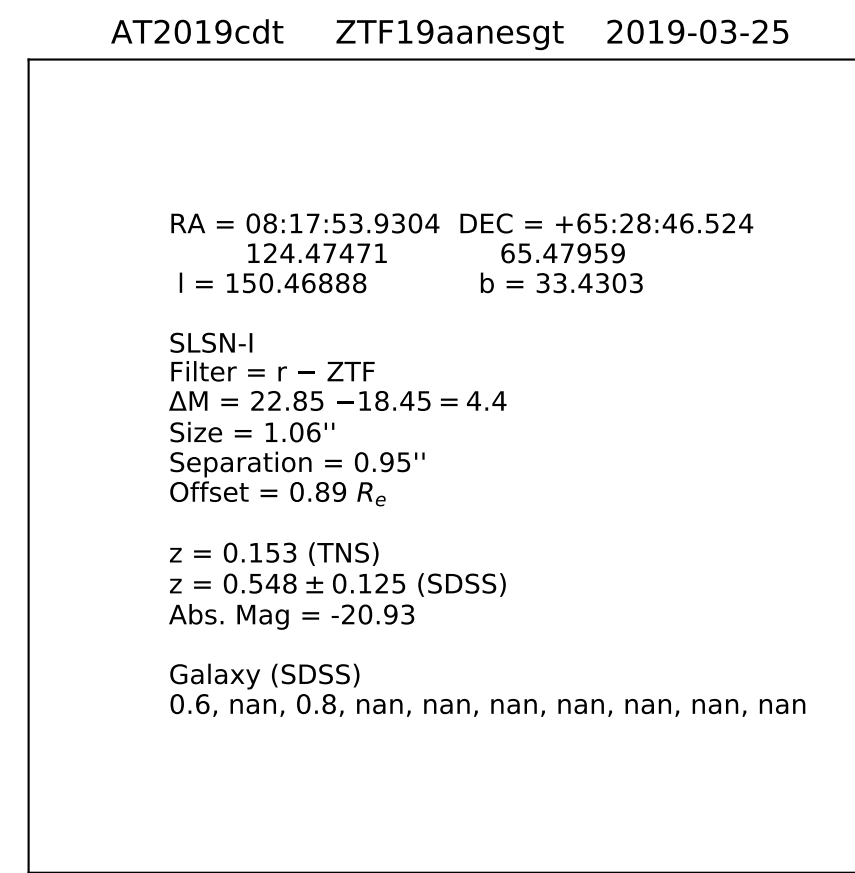 AT2019cdt ZTF19aanesgt 2019-03-25
RA = 08:17:53.9304 DEC = +65:28:46.524
124.47471 65.47959
l = 150.46888 b = 33.4303
SLSN-I
Filter = r − ZTF
ΔM = 22.85 −18.45 = 4.4
Size = 1.06''
Separation = 0.95''
Offset = 0.89 Rₑ
z = 0.153 (TNS)
z = 0.548 ± 0.125 (SDSS)
Abs. Mag = -20.93
Galaxy (SDSS)
0.6, nan, 0.8, nan, nan, nan, nan, nan, nan, nan